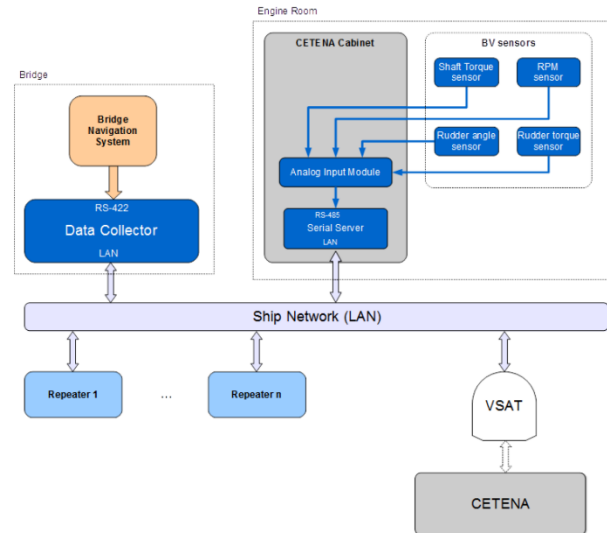 Engine Room
CETENA Cabinet
BV sensors
Shaft Torque
sensor
RPM
sensor
Bridge
Bridge
Navigation
System
Rudder angle
sensor
Rudder torque
sensor
Analog Input Module
RS-422
Data Collector
LAN
RS-485
Serial Server
LAN
Ship Network (LAN)
Repeater 1
...
Repeater n
VSAT
CETENA